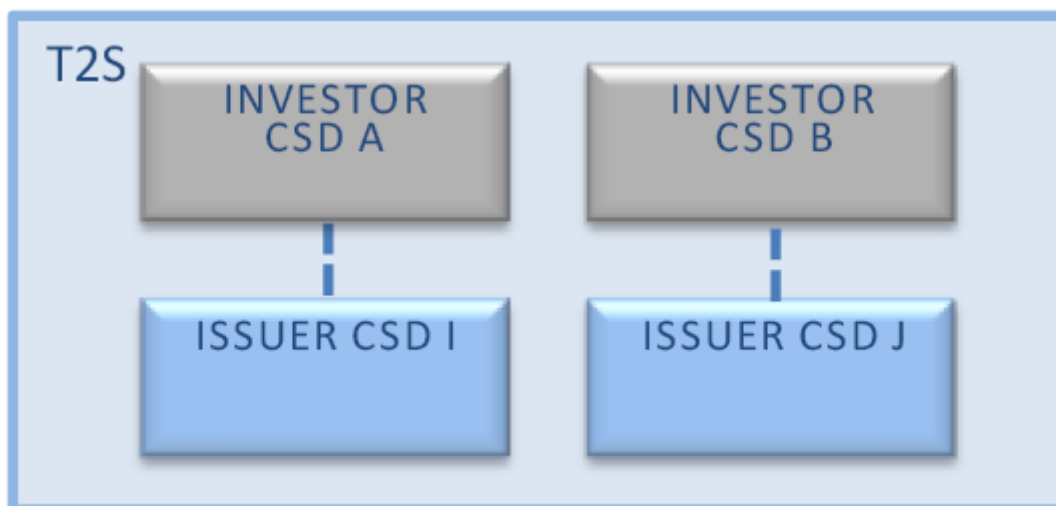 T2S
INVESTOR
CSD A
INVESTOR
CSD B
ISSUER CSD I
ISSUER CSD J